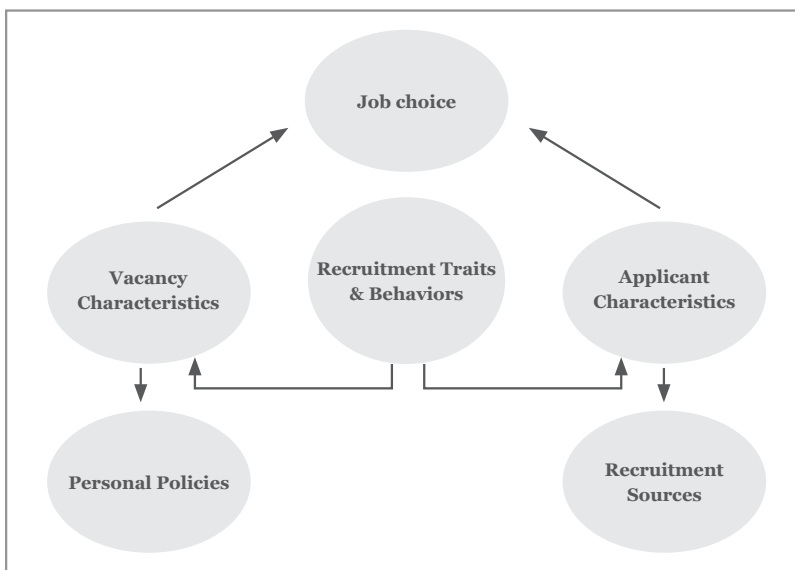 Job choice
Vacancy
Characteristics
Recruitment Traits
& Behaviors
Applicant
Characteristics
Personal Policies
Recruitment
Sources